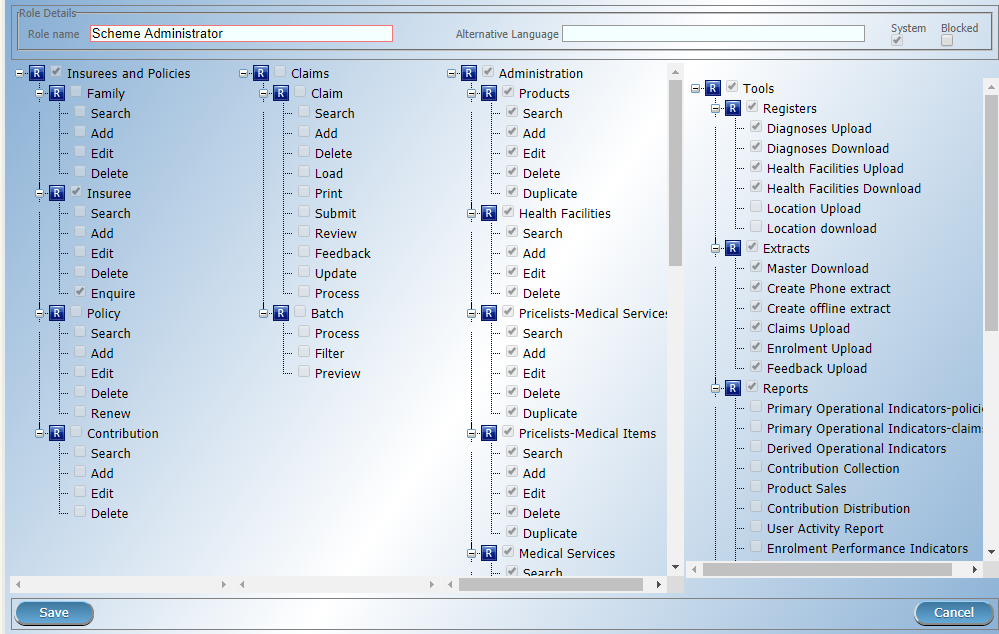 Role Details
Role name Scheme Administrator Alternative Language System Blocked
R Insurees and Policies
R Family
Search
Add
Edit
Delete
R Insuree
Search
Add
Edit
Delete
Enquire
R Policy
Search
Add
Edit
Delete
Renew
R Contribution
Search
Add
Edit
Delete
R Claims
R Claim
Search
Add
Delete
Load
Print
Submit
Review
Feedback
Update
Process
R Batch
Process
Filter
Preview
R Administration
R Products
Search
Add
Edit
Delete
Duplicate
R Health Facilities
Search
Add
Edit
Delete
R Pricelists-Medical Services
Search
Add
Edit
Delete
Duplicate
R Pricelists-Medical Items
Search
Add
Edit
Delete
Duplicate
R Medical Services
Search
R Tools
R Registers
Diagnoses Upload
Diagnoses Download
Health Facilities Upload
Health Facilities Download
Location Upload
Location download
R Extracts
Master Download
Create Phone extract
Create offline extract
Claims Upload
Enrolment Upload
Feedback Upload
R Reports
Primary Operational Indicators-polici
Primary Operational Indicators-claims
Derived Operational Indicators
Contribution Collection
Product Sales
Contribution Distribution
User Activity Report
Enrolment Performance Indicators
Save
Cancel